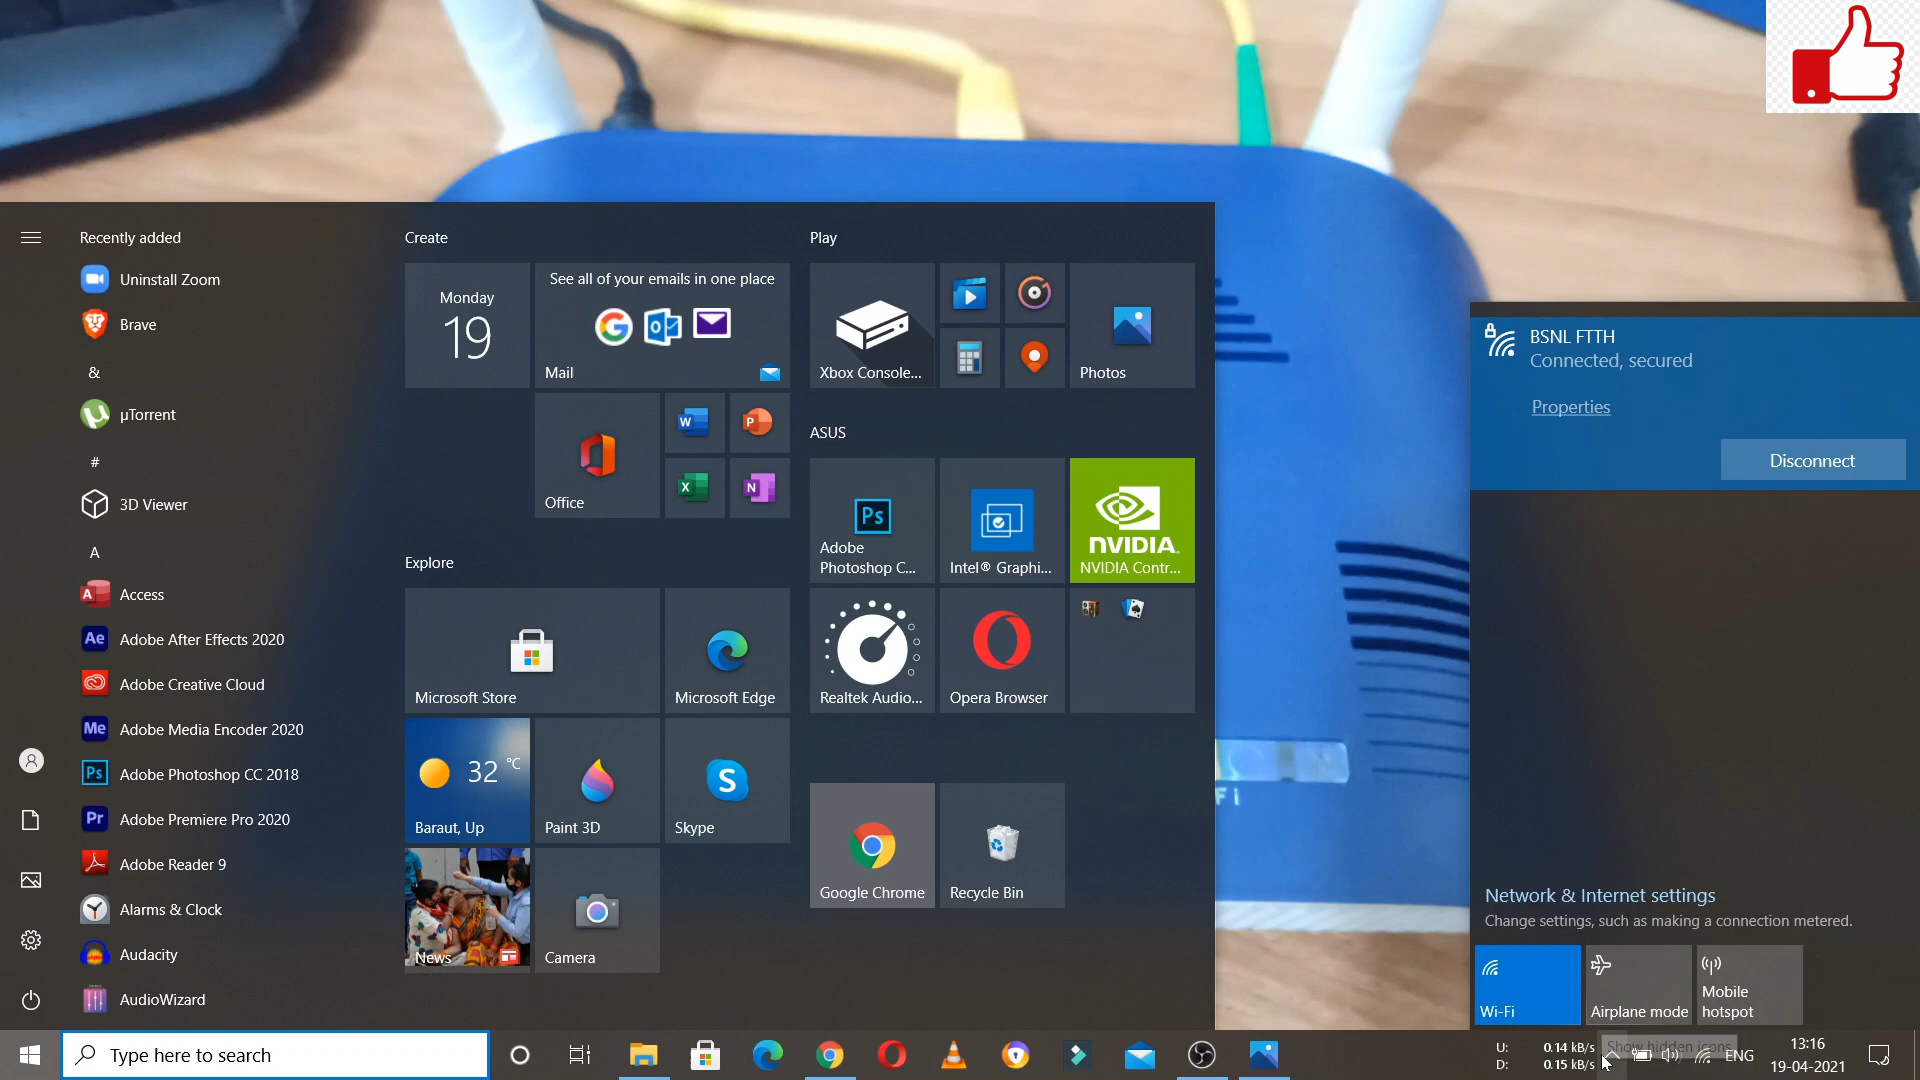 Recently added
Uninstall Zoom
Brave
&
µTorrent
#
3D Viewer
A
Access
Adobe After Effects 2020
Adobe Creative Cloud
Adobe Media Encoder 2020
Adobe Photoshop CC 2018
Adobe Premiere Pro 2020
Adobe Reader 9
Alarms & Clock
Audacity
AudioWizard
Create
Monday
19
See all of your emails in one place
Mail
Office
Explore
Microsoft Store
Microsoft Edge
32 °C
Baraut, Up
Paint 3D
Skype
News
Camera
Play
Xbox Console...
Photos
ASUS
Ps
Adobe
Photoshop C...
Intel® Graphi...
NVIDIA.
NVIDIA Contr...
Realtek Audio...
Opera Browser
Google Chrome
Recycle Bin
Fi
BSNL FTTH
Connected, secured
Properties
Disconnect
Network & Internet settings
Change settings, such as making a connection metered.
Wi-Fi
Airplane mode
Mobile
hotspot
Type here to search
U: 0.14 kB/s
D: 0.15 kB/s
Show hidden icons
ENG
13:16
19-04-2021